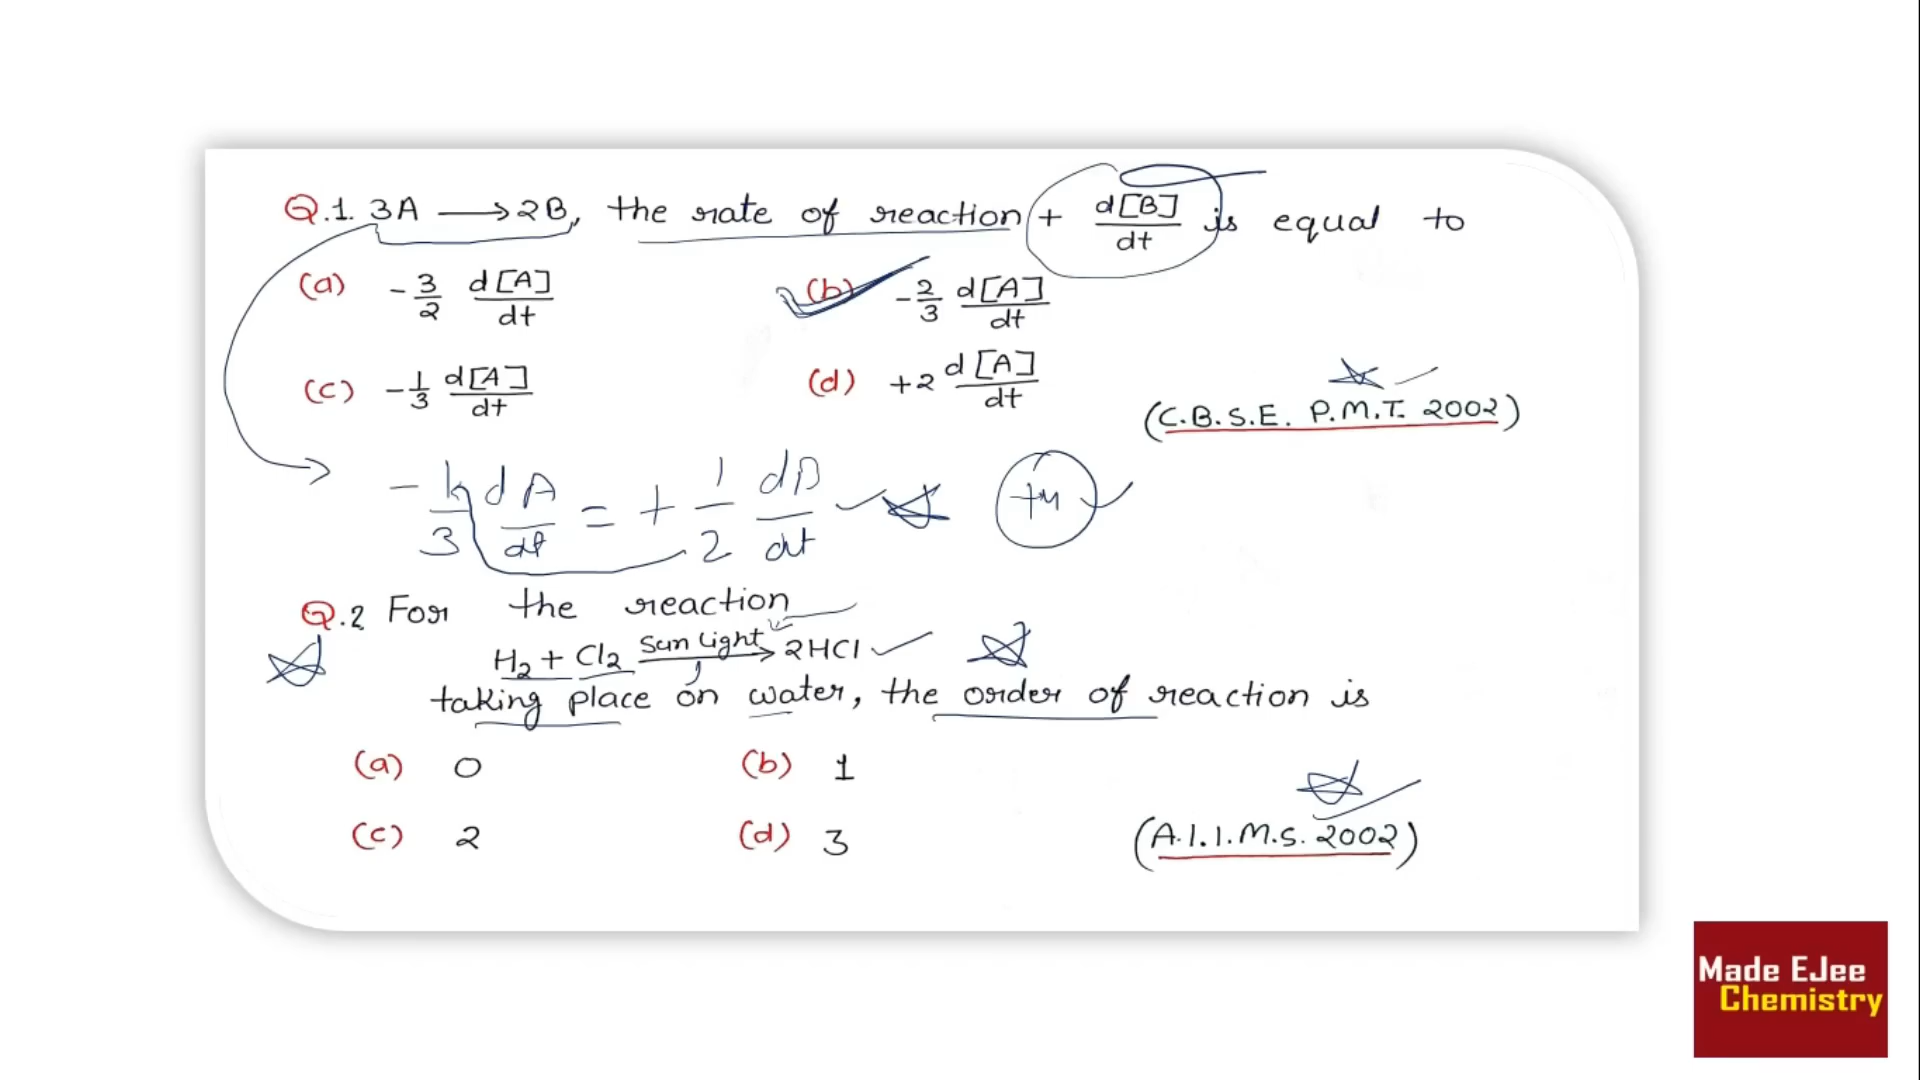 Q.1. 3A ⟶ 2B, the rate of reaction + d[B]/dt is equal to
(a) -3/2 d[A]/dt (b) -2/3 d[A]/dt
(c) -1/3 d[A]/dt (d) +2 d[A]/dt
(C.B.S.E. P.M.T. 2002)
-1/3 dA/dt = +1/2 dB/dt
+4
Q.2 For the reaction
H2 + Cl2 Sun light ⟶ 2HCl
taking place on water, the order of reaction is
(a) 0 (b) 1
(c) 2 (d) 3
(A.I.I.M.S. 2002)
Made EJee
Chemistry